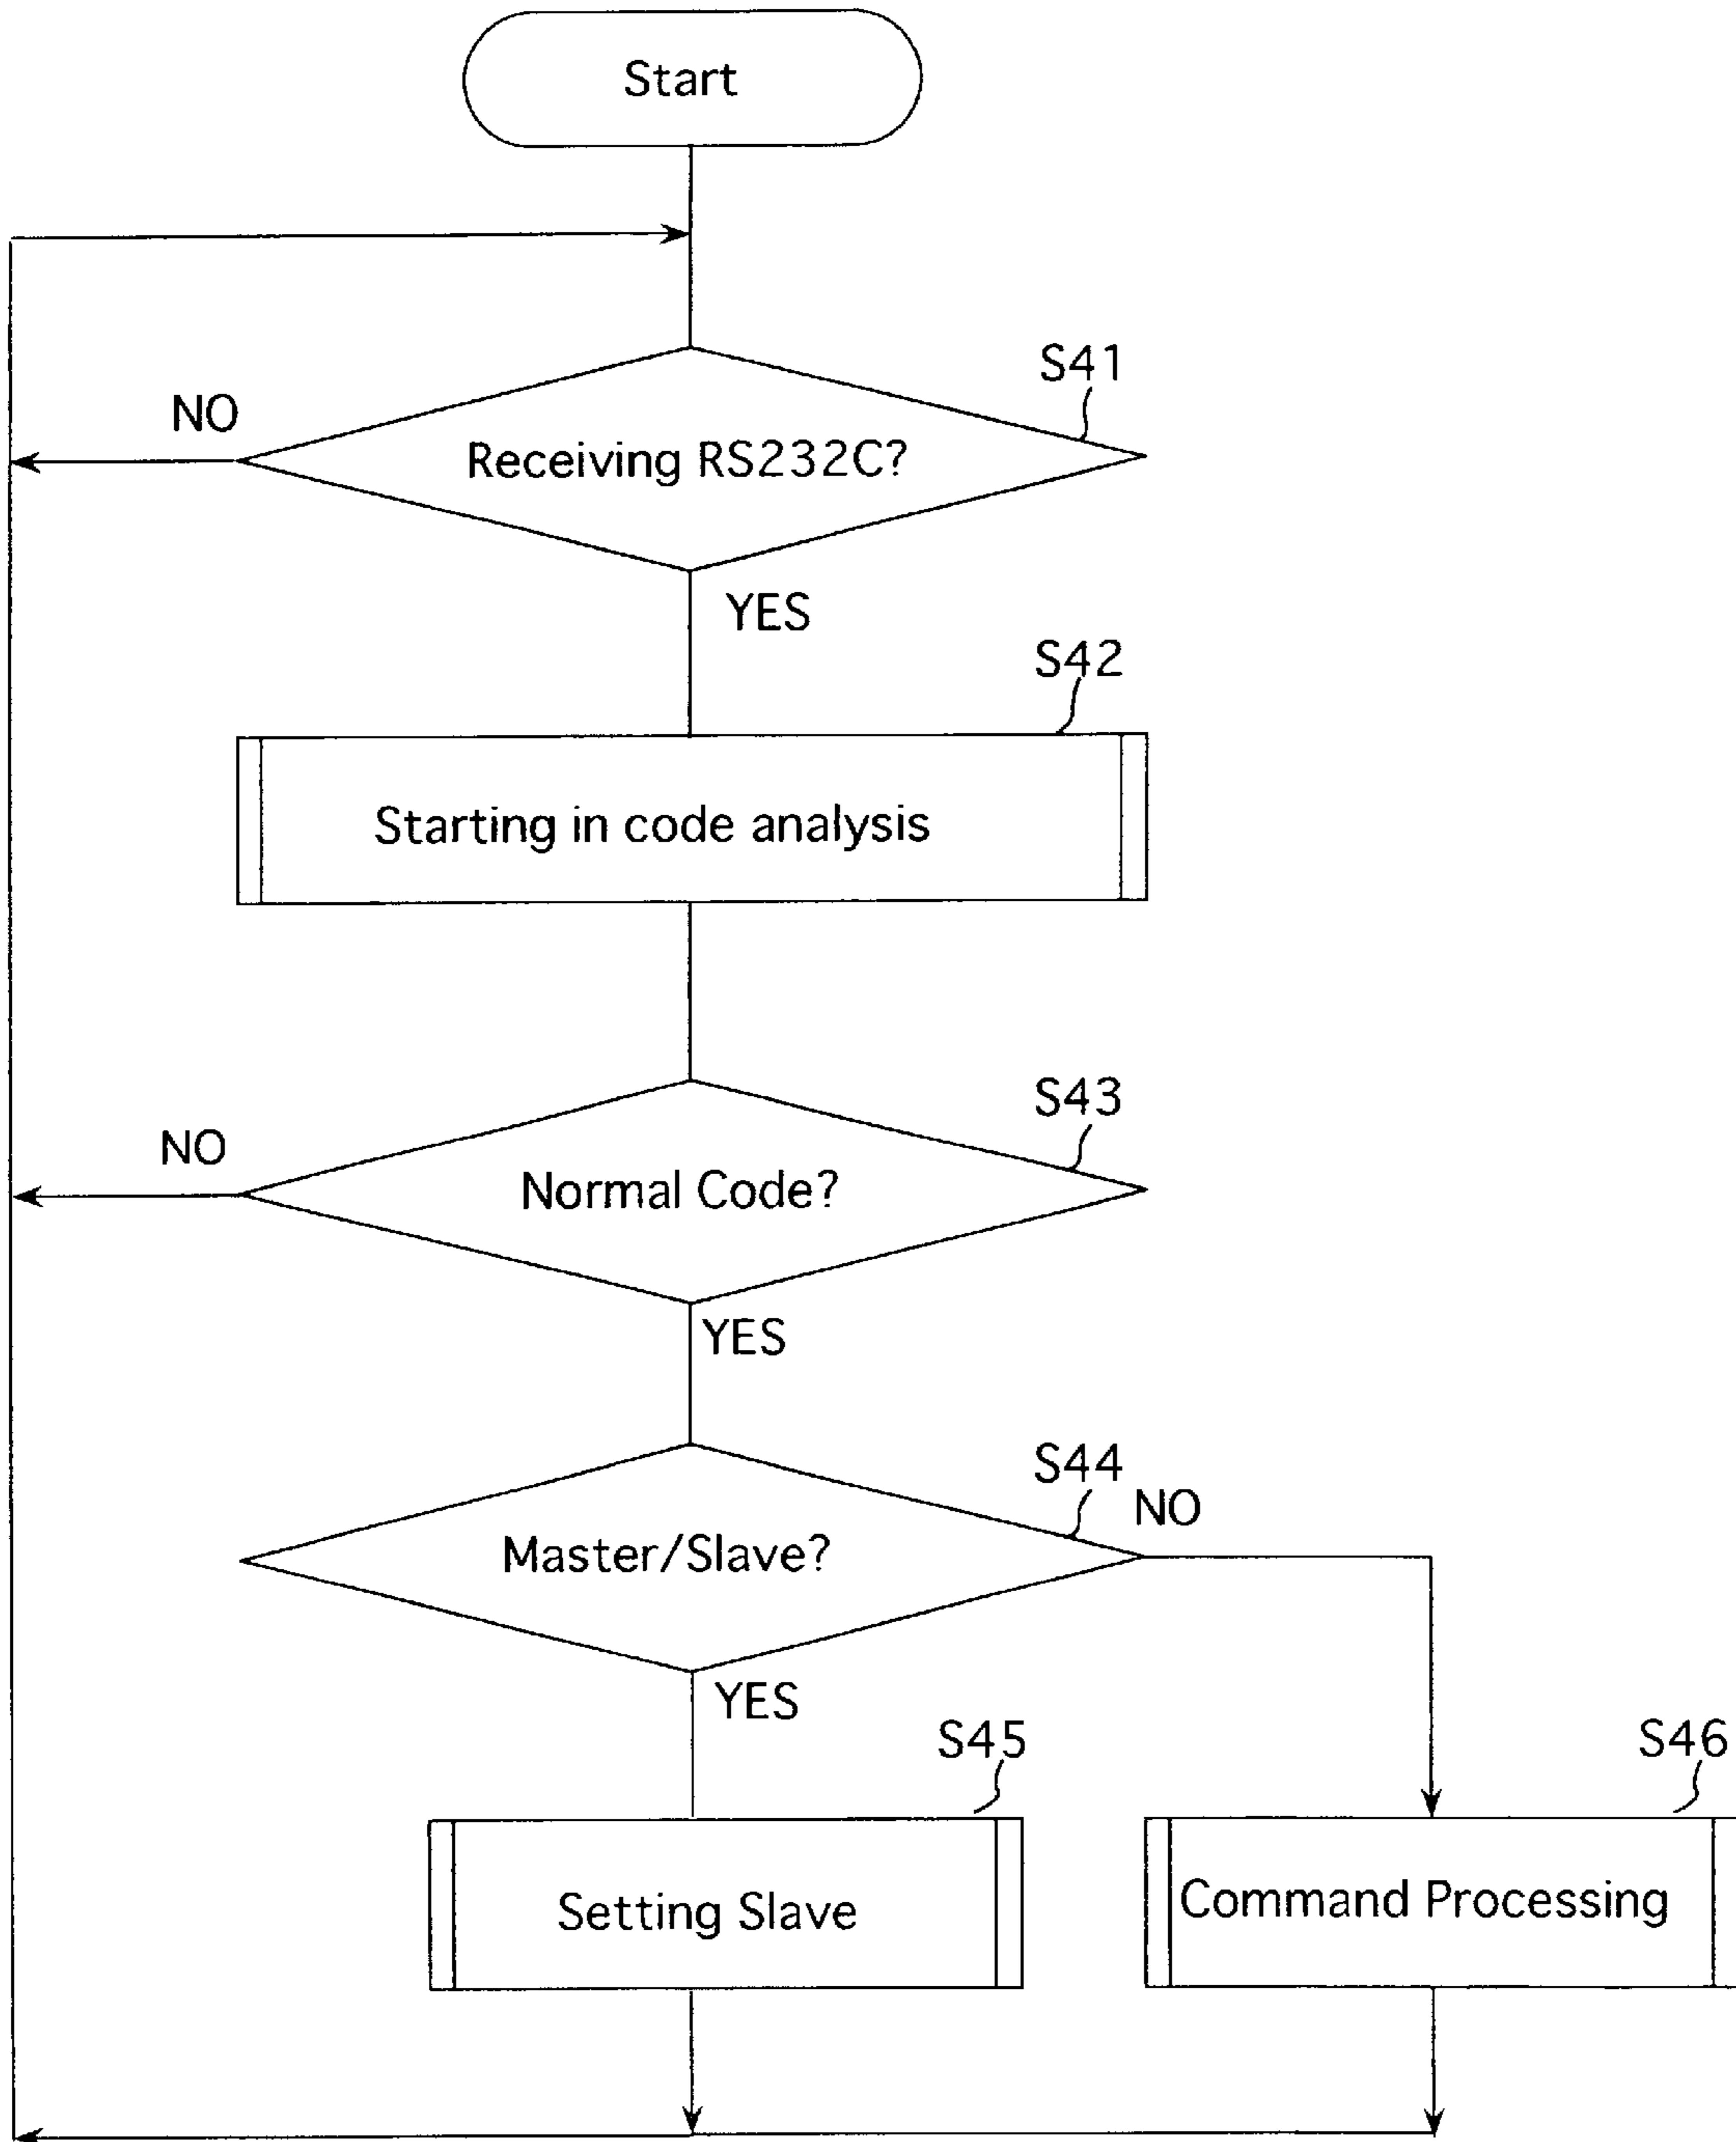 Start
S41
NO
Receiving RS232C?
YES
S42
Starting in code analysis
S43
NO
Normal Code?
YES
S44
NO
Master/Slave?
YES
S45
S46
Setting Slave
Command Processing